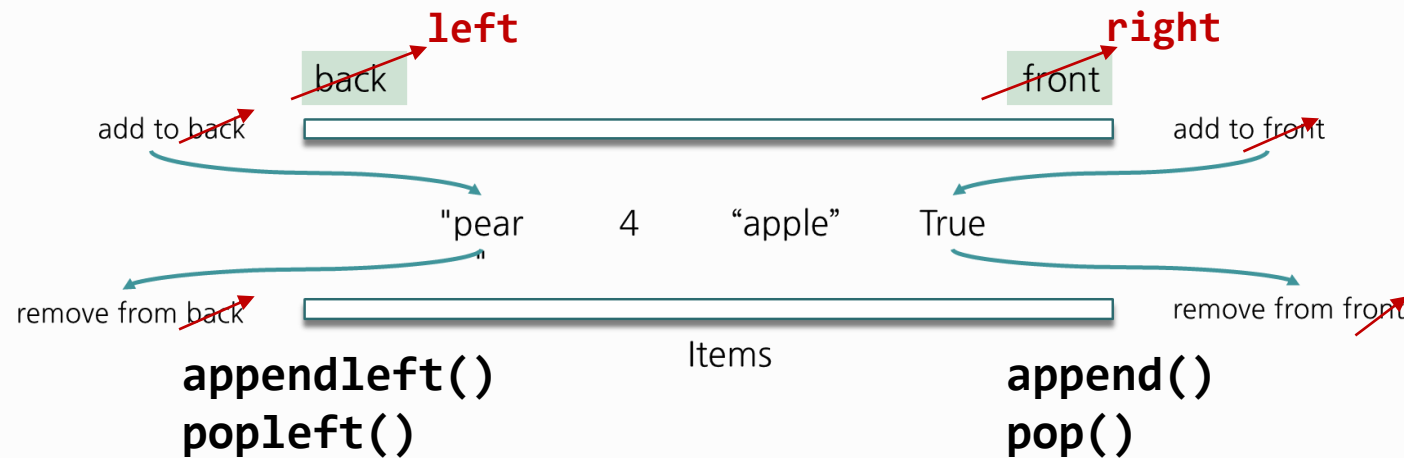 left
right
back
front
add to back
add to front
"pear
"
4
“apple”
True
remove from back
remove from front
Items
appendleft()
append()
popleft()
pop()